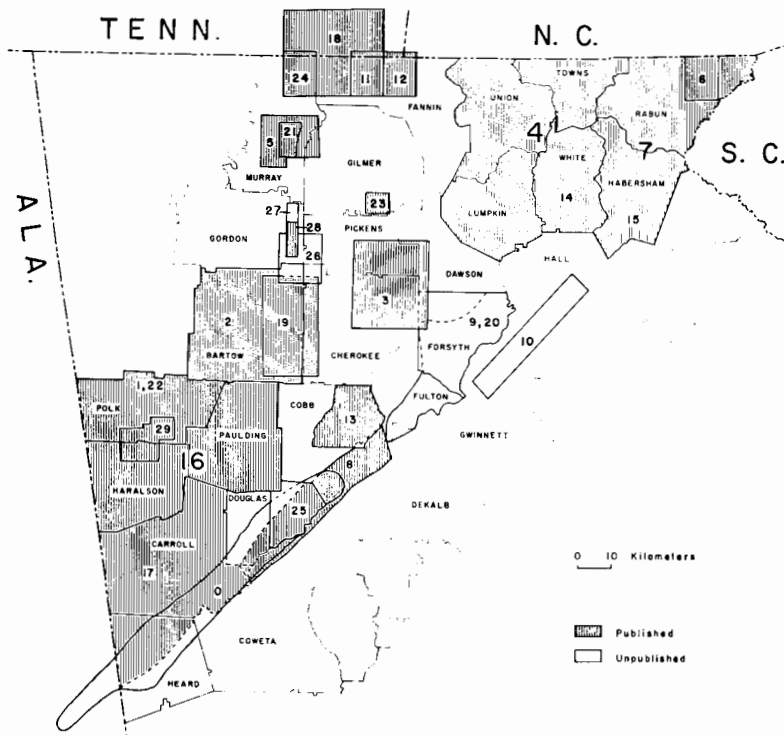 TENN.
N. C.
18
24
11
12
FANNIN
TOWNS
UNION
RABUN
6
5
21
4
7
S. C.
GILMER
WHITE
MURRAY
HABERSHAM
23
14
LUMPKIN
15
27
28
PICKENS
GORDON
ALA.
26
HALL
DAWSON
3
2
19
9, 20
10
FORSYTH
BARTOW
CHEROKEE
1, 22
FULTON
POLK
COBB
29
13
PAULDING
GWINNETT
16
8
HARALSON
DOUGLAS
25
DEKALB
CARROLL
0 10 Kilometers
17
0
Published
COWETA
Unpublished
HEARD